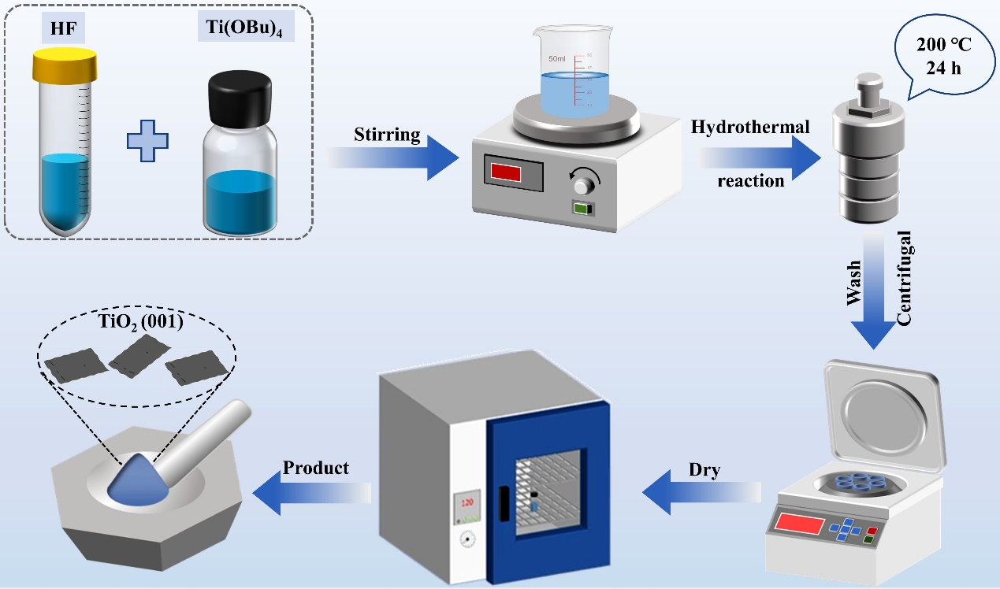 HF
Ti(OBu)₄
Stirring
50ml
Hydrothermal
reaction
200 ℃
24 h
Wash
Centrifugal
Dry
120
Product
TiO₂ (001)